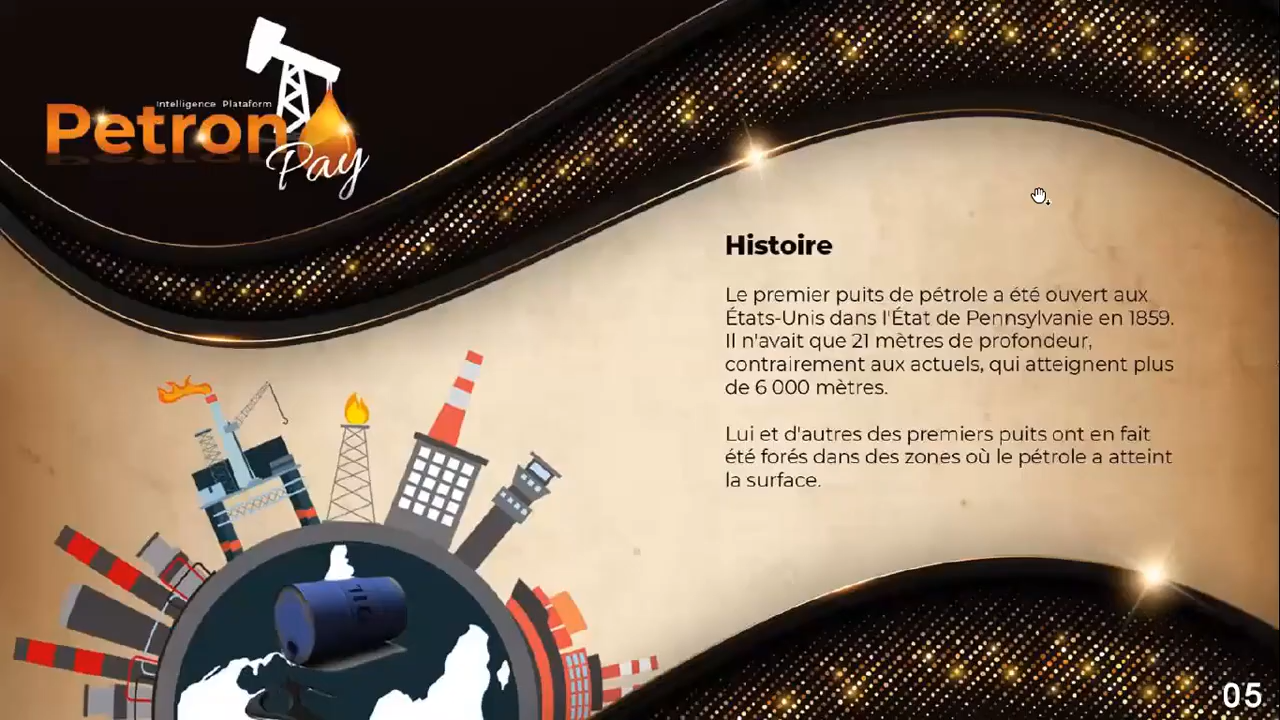 Intelligence Plataform
Petron
Pay
Histoire
Le premier puits de pétrole a été ouvert aux
États-Unis dans l'État de Pennsylvanie en 1859.
Il n'avait que 21 mètres de profondeur,
contrairement aux actuels, qui atteignent plus
de 6 000 mètres.
Lui et d'autres des premiers puits ont en fait
été forés dans des zones où le pétrole a atteint
la surface.
05